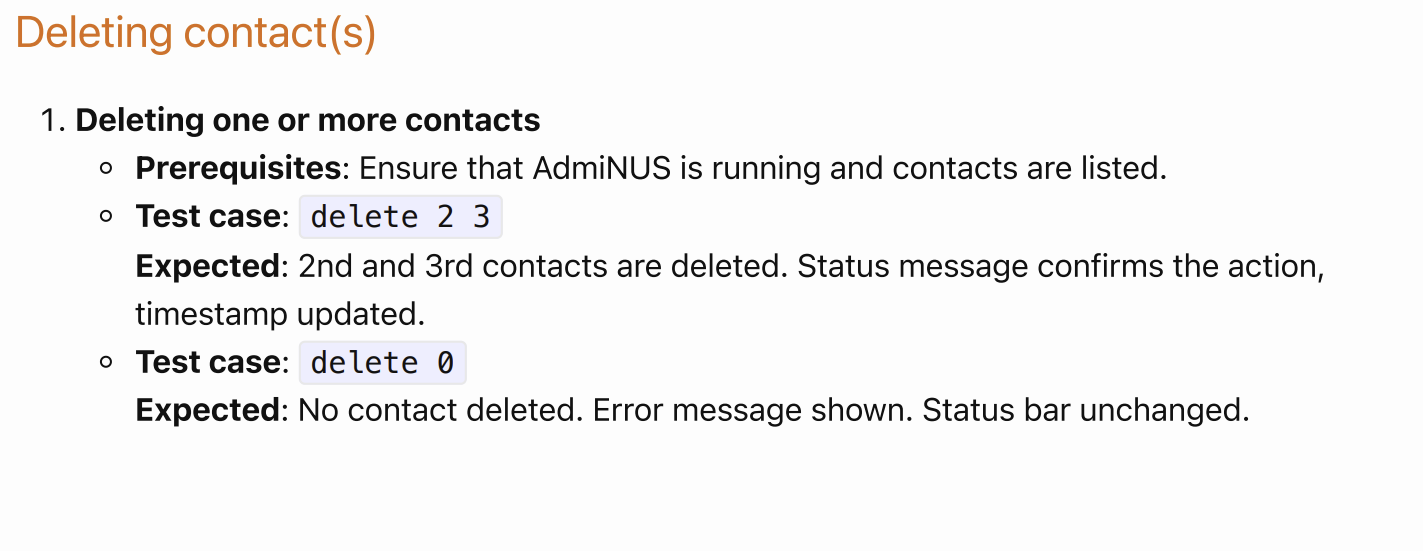 Deleting contact(s)
1. Deleting one or more contacts
Prerequisites: Ensure that AdmiNUS is running and contacts are listed.
Test case: delete 2 3
Expected: 2nd and 3rd contacts are deleted. Status message confirms the action,
timestamp updated.
Test case: delete 0
Expected: No contact deleted. Error message shown. Status bar unchanged.